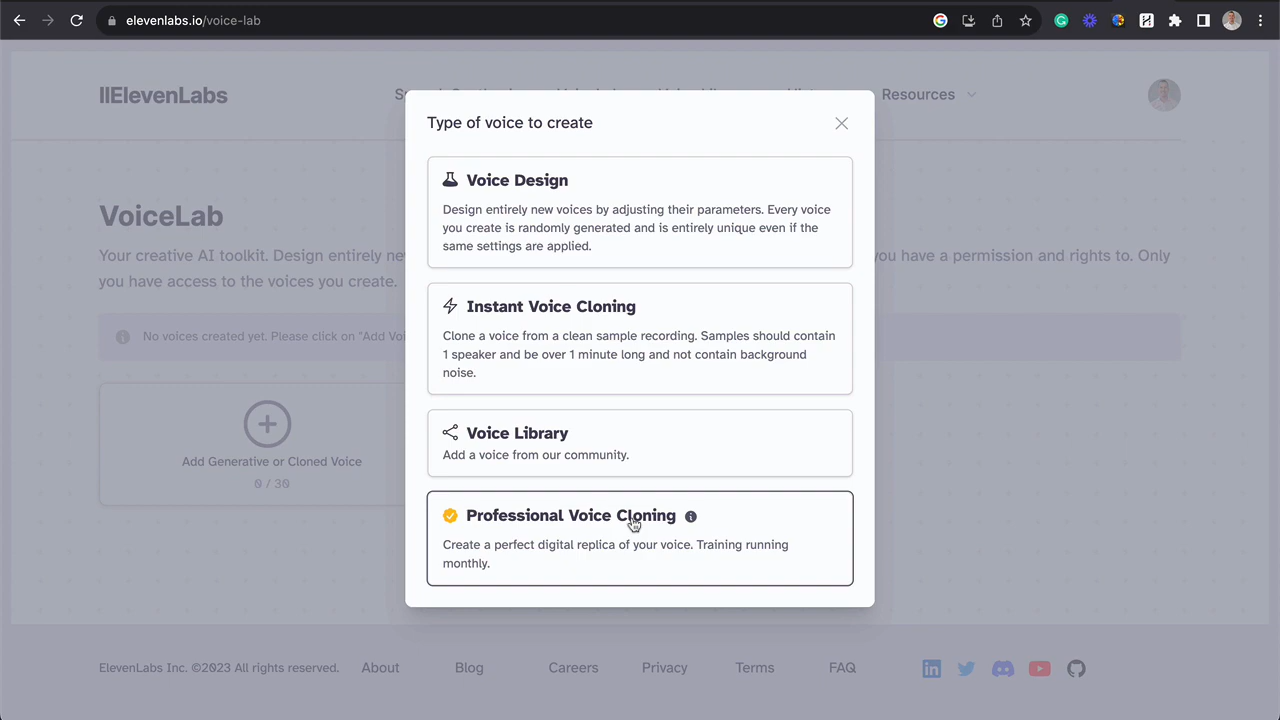 elevenlabs.io/voice-lab
IIElevenLabs
Resources
Type of voice to create
Voice Design
Design entirely new voices by adjusting their parameters. Every voice
you create is randomly generated and is entirely unique even if the
same settings are applied.
Instant Voice Cloning
Clone a voice from a clean sample recording. Samples should contain
1 speaker and be over 1 minute long and not contain background
noise.
Voice Library
Add a voice from our community.
Professional Voice Cloning
Create a perfect digital replica of your voice. Training running
monthly.
VoiceLab
Your creative AI toolkit. Design entirely you have a permission and rights to. Only
you have access to the voices you create.
No voices created yet. Please click on "Add
Add Generative or Cloned Voice
0 / 30
ElevenLabs Inc. ©2023 All rights reserved.
About
Blog
Careers
Privacy
Terms
FAQ